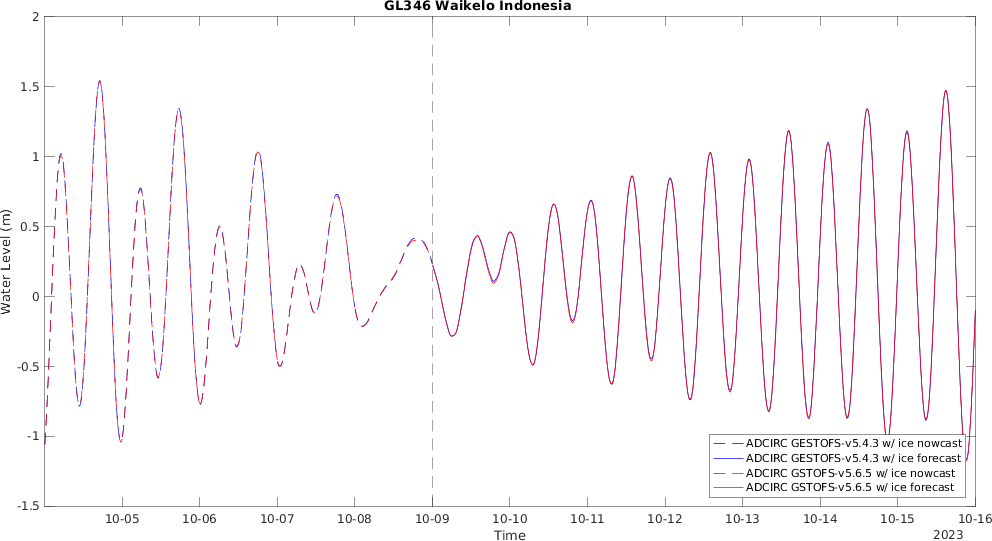 GL346 Waikelo Indonesia
2
1.5
1
0.5
0
-0.5
-1
-1.5
Water Level (m)
ADCIRC GESTOFS-v5.4.3 w/ ice nowcast
ADCIRC GESTOFS-v5.4.3 w/ ice forecast
ADCIRC GSTOFS-v5.6.5 w/ ice nowcast
ADCIRC GSTOFS-v5.6.5 w/ ice forecast
10-05 10-06 10-07 10-08 10-09 10-10 10-11 10-12 10-13 10-14 10-15 10-16
Time
2023